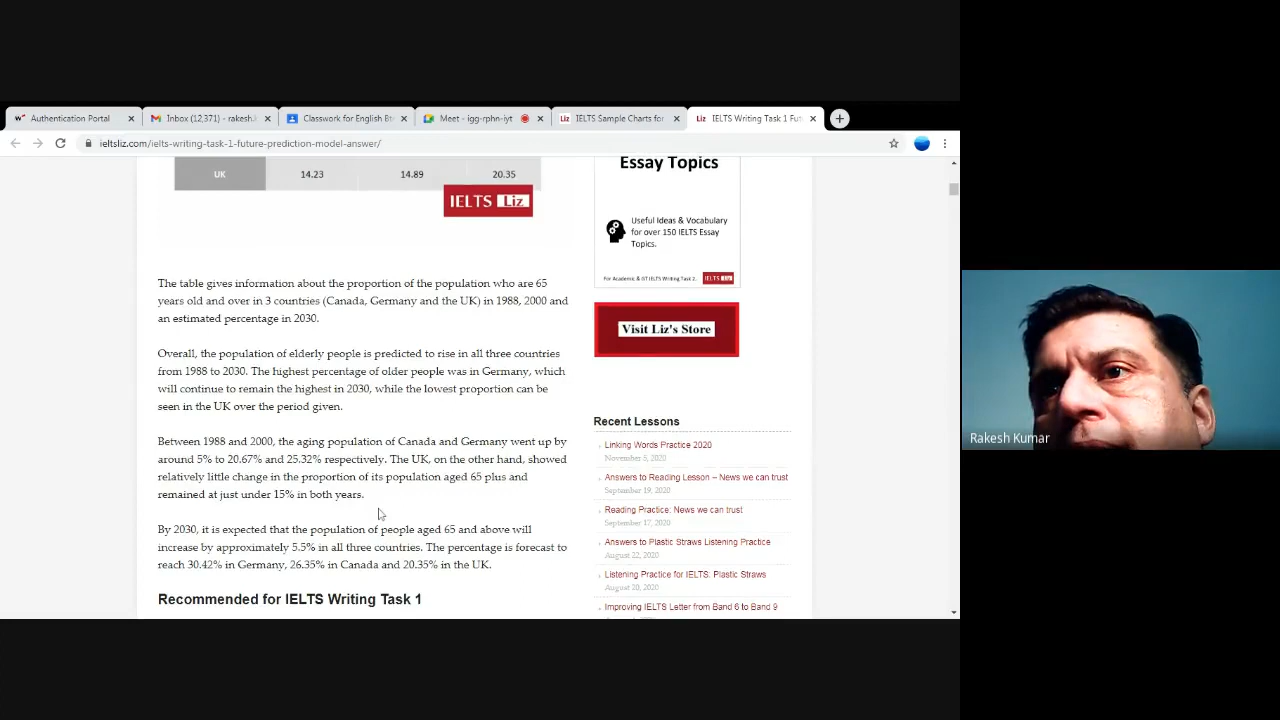 Authentication Portal
Inbox (12,371) - rakesh.
Classwork for English Bte
Meet - igg-rphn-iyt
Liz IELTS Sample Charts for
Liz IELTS Writing Task 1 Fut
ieltsliz.com/ielts-writing-task-1-future-prediction-model-answer/
UK 14.23 14.89 20.35
IELTS Liz
The table gives information about the proportion of the population who are 65
years old and over in 3 countries (Canada, Germany and the UK) in 1988, 2000 and
an estimated percentage in 2030.
Overall, the population of elderly people is predicted to rise in all three countries
from 1988 to 2030. The highest percentage of older people was in Germany, which
will continue to remain the highest in 2030, while the lowest proportion can be
seen in the UK over the period given.
Between 1988 and 2000, the aging population of Canada and Germany went up by
around 5% to 20.67% and 25.32% respectively. The UK, on the other hand, showed
relatively little change in the proportion of its population aged 65 plus and
remained at just under 15% in both years.
By 2030, it is expected that the population of people aged 65 and above will
increase by approximately 5.5% in all three countries. The percentage is forecast to
reach 30.42% in Germany, 26.35% in Canada and 20.35% in the UK.
Recommended for IELTS Writing Task 1
Essay Topics
Useful Ideas & Vocabulary
for over 150 IELTS Essay
Topics.
For Academic & GT IELTS Writing Task 2.
Visit Liz's Store
Recent Lessons
Linking Words Practice 2020
November 5, 2020
Answers to Reading Lesson – News we can trust
September 19, 2020
Reading Practice: News we can trust
September 17, 2020
Answers to Plastic Straws Listening Practice
August 22, 2020
Listening Practice for IELTS: Plastic Straws
August 20, 2020
Improving IELTS Letter from Band 6 to Band 9
Rakesh Kumar